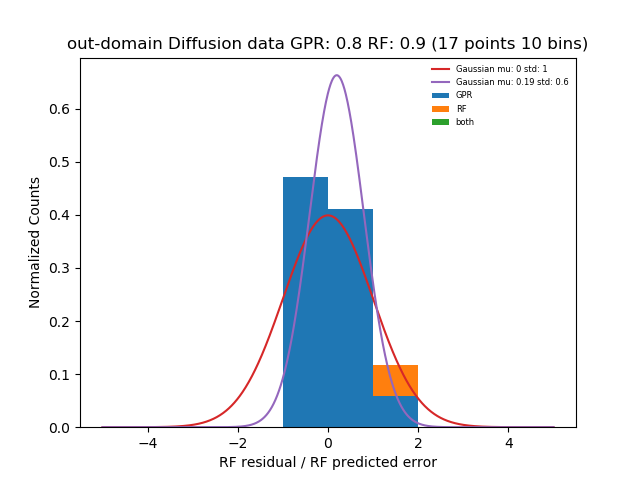 out-domain Diffusion data GPR: 0.8 RF: 0.9 (17 points 10 bins)
Gaussian mu: 0 std: 1
Gaussian mu: 0.19 std: 0.6
GPR
RF
both
Normalized Counts
0.6
0.5
0.4
0.3
0.2
0.1
0.0
−4 −2 0 2 4
RF residual / RF predicted error